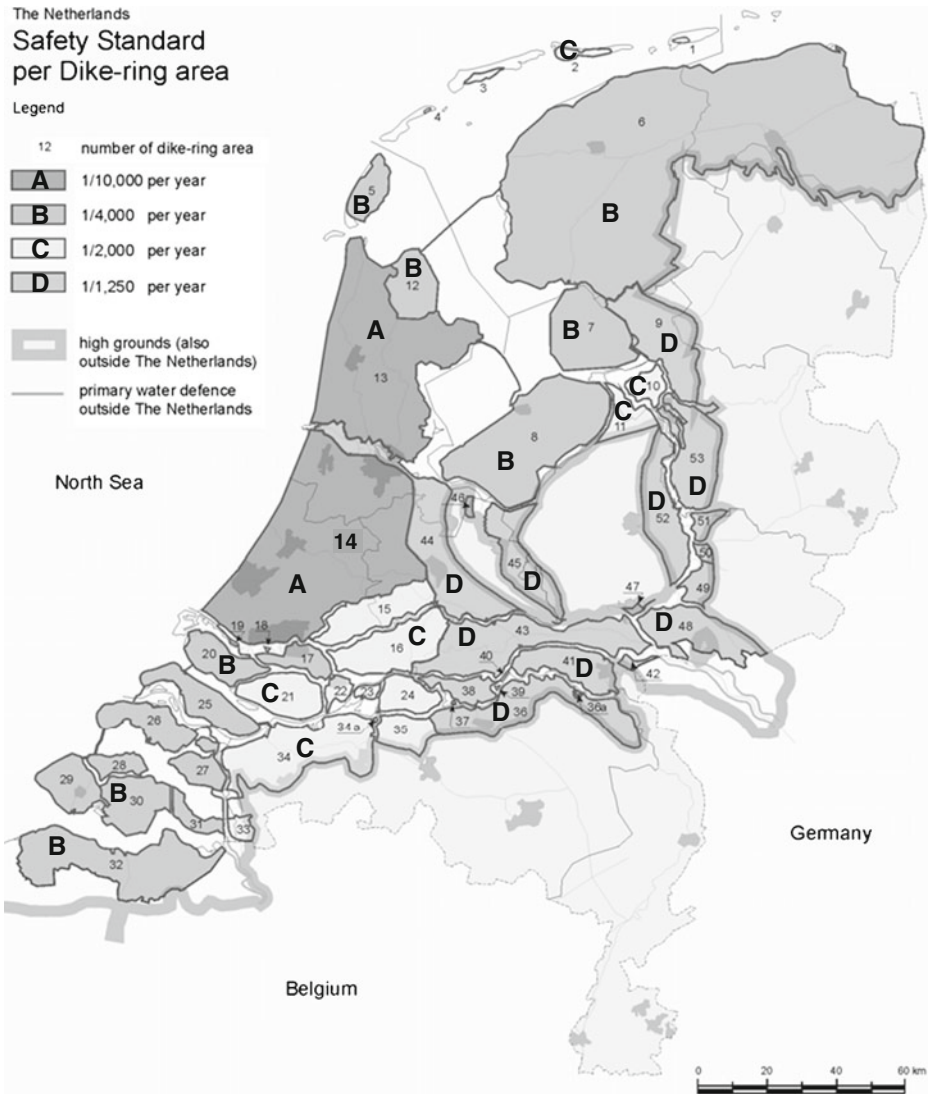 The Netherlands
Safety Standard
per Dike-ring area
Legend
12 number of dike-ring area
A 1/10,000 per year
B 1/4,000 per year
C 1/2,000 per year
D 1/1,250 per year
high grounds (also
outside The Netherlands)
primary water defence
outside The Netherlands
North Sea
Germany
Belgium
C
1
2
3
4
5
B
6
B
B
12
A
13
B
7
9
D
C
10
C
11
8
B
53
D
D
52
51
50
49
46
44
45
D
D
14
A
47
D
48
15
C
16
D
43
19
18
17
20
B
40
41
D
42
C
21
22
23
24
38
39
D
36
36a
37
25
26
34a
35
C
34
27
28
29
B
30
31
33
B
32
0 20 40 60 km